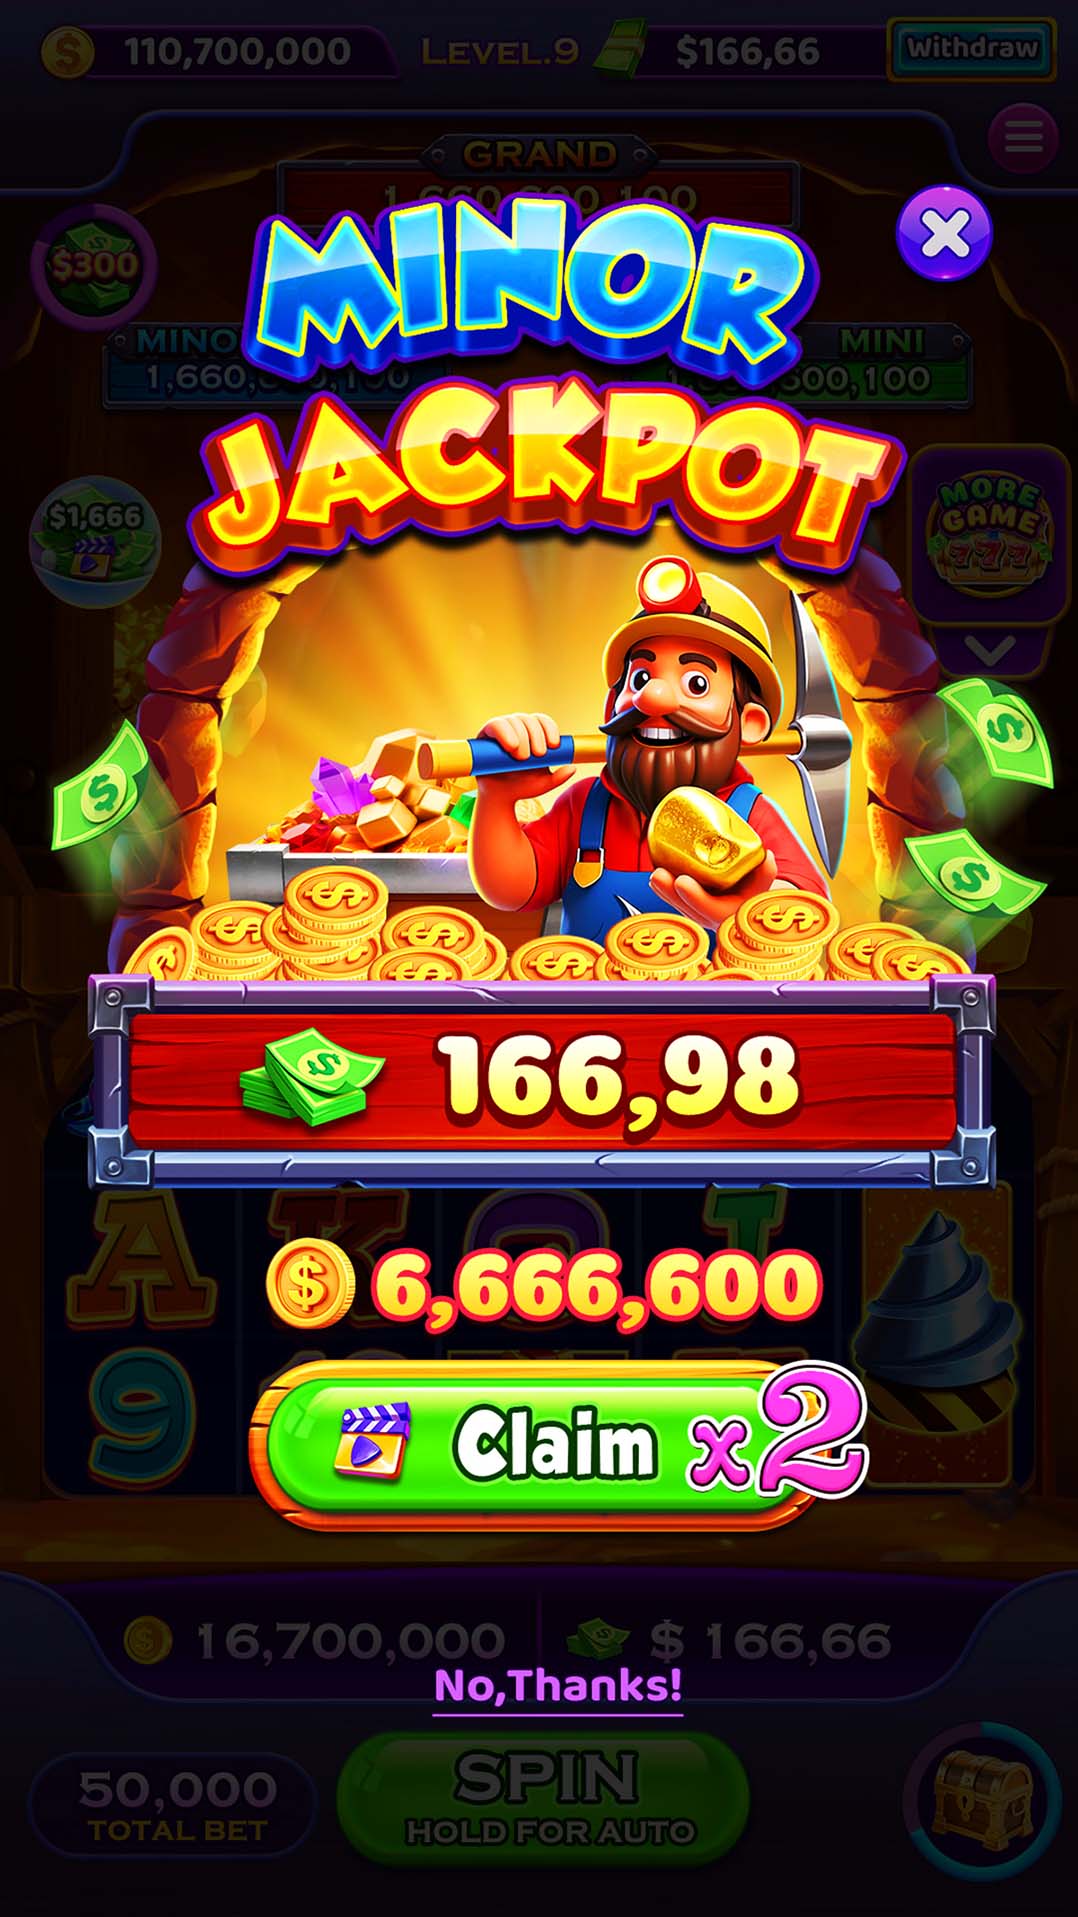 110,700,000 LEVEL.9 $166,66 Withdraw
GRAND
$300
MINOR
JACKPOT
MINI
$1,666
MORE
GAME
777
166,98
A K Q J
6,666,600
9
Claim x2
16,700,000 $ 166,66
No,Thanks!
50,000
TOTAL BET
SPIN
HOLD FOR AUTO